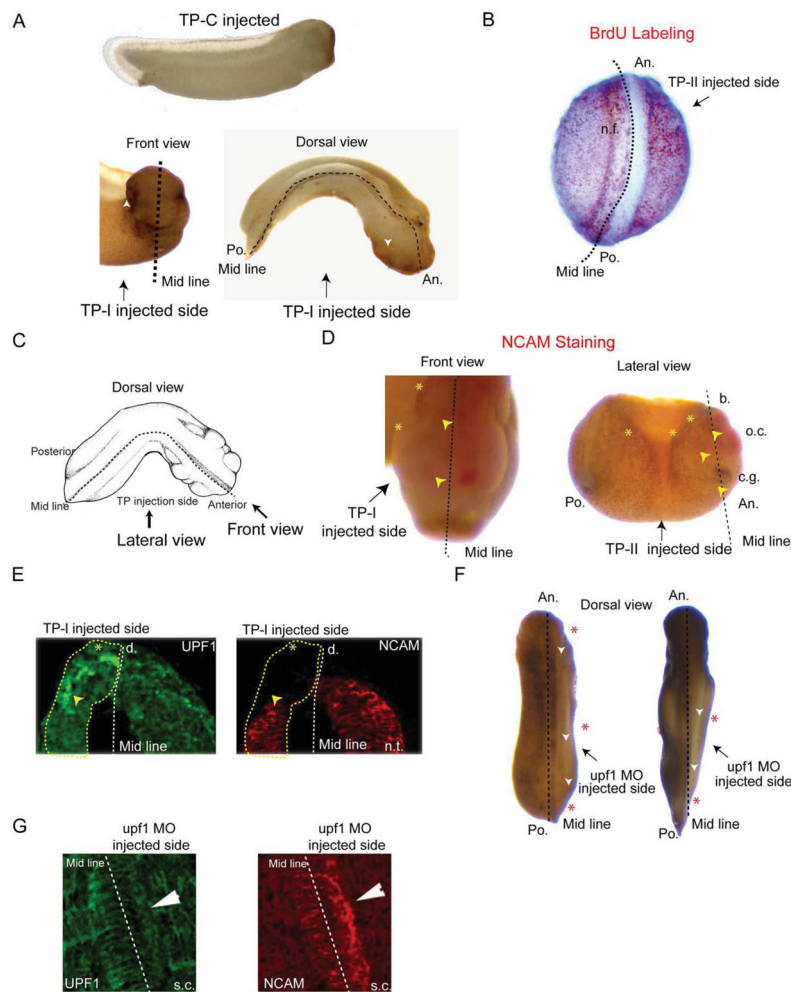 A
TP-C injected
Front view
Mid line
TP-I injected side
Dorsal view
Po.
Mid line
An.
TP-I injected side
B
BrdU Labeling
An.
TP-II injected side
n.f.
Po.
Mid line
C
Dorsal view
Posterior
Mid line
TP injection side
Anterior
Lateral view
Front view
D
NCAM Staining
Front view
TP-I
injected side
Mid line
Lateral view
b.
o.c.
c.g.
Po.
An.
Mid line
TP-II injected side
E
TP-I injected side
UPF1
*
d.
Mid line
TP-I injected side
NCAM
*
d.
Mid line
n.t.
F
An.
Dorsal view
An.
upf1 MO
injected side
upf1 MO
injected side
Po.
Mid line
Po.
Mid line
G
upf1 MO
injected side
Mid line
UPF1
s.c.
upf1 MO
injected side
Mid line
NCAM
s.c.